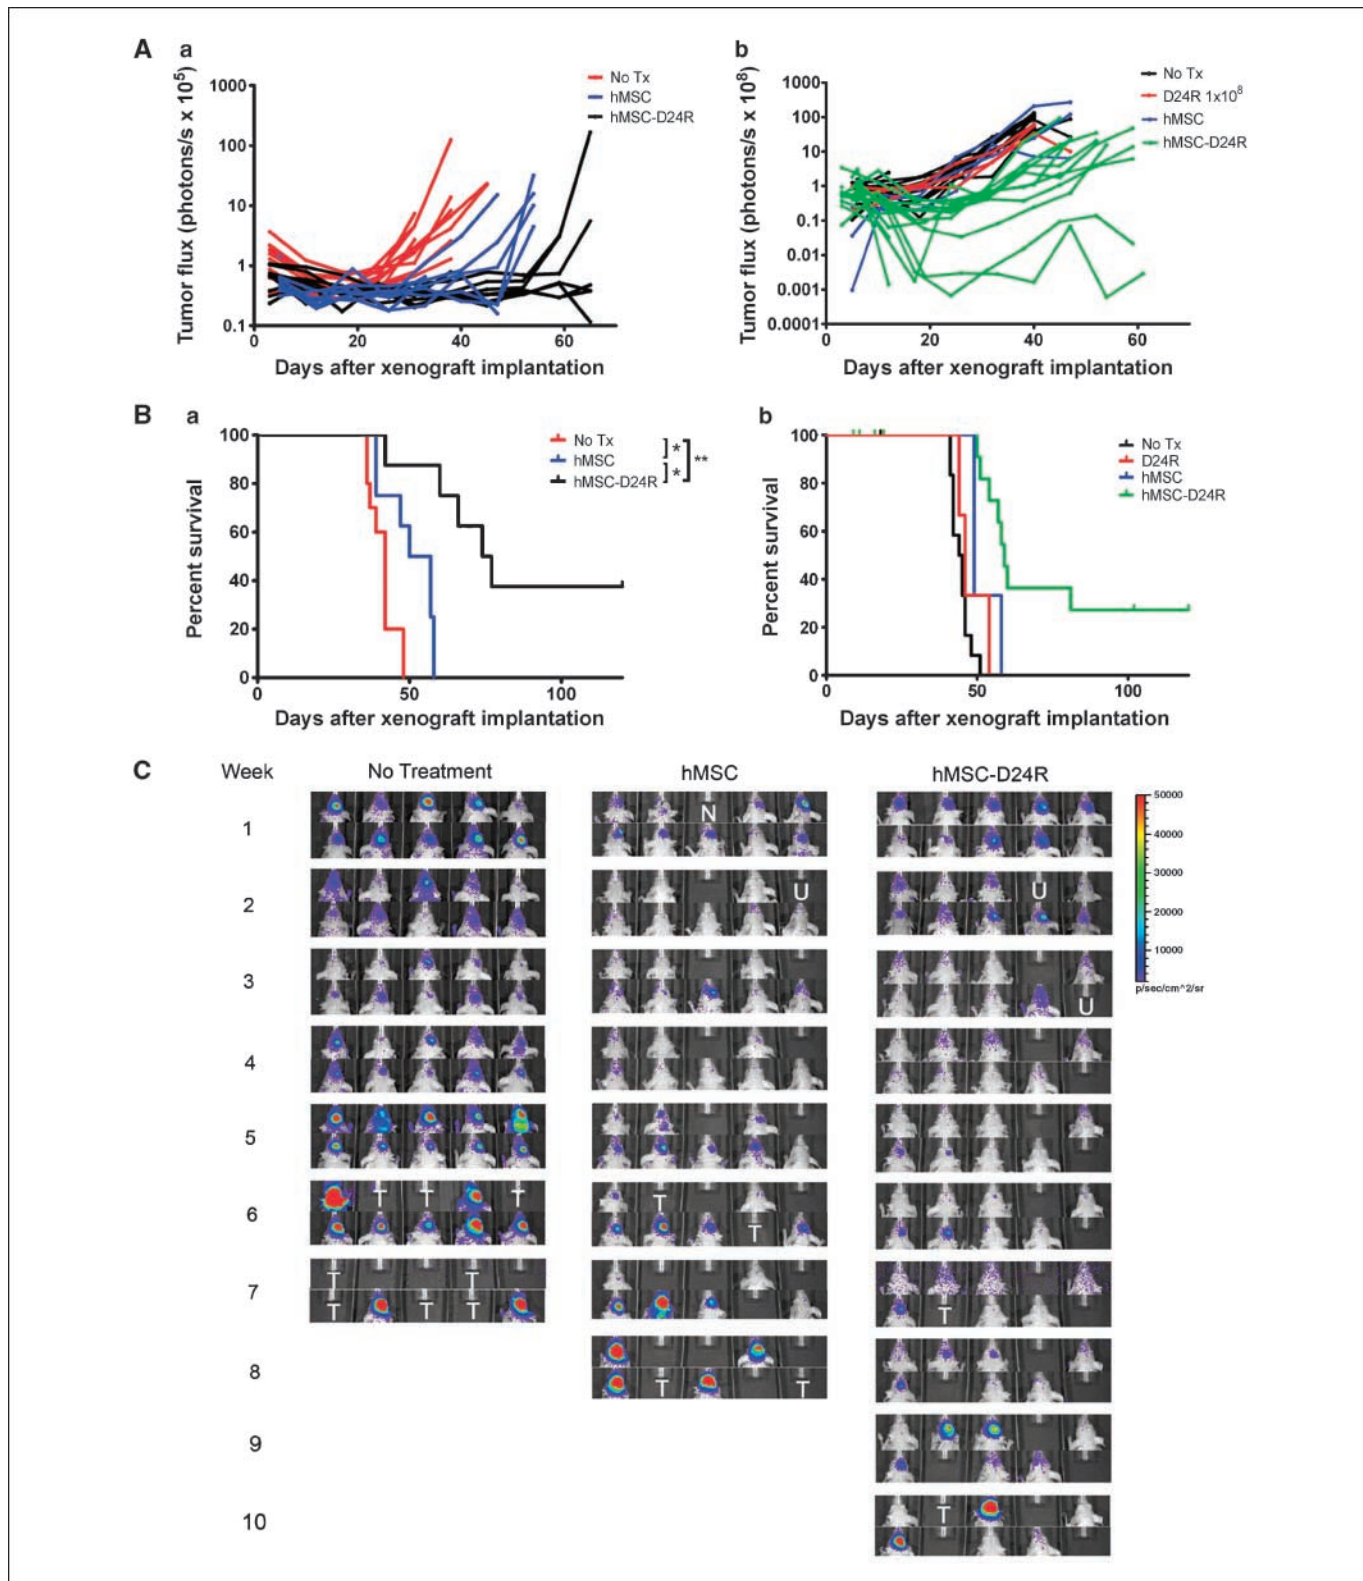 A a b
Tumor flux (photons/s x 10⁵)
1000
100
10
1
0.1
0 20 40 60
Days after xenograft implantation
No Tx
hMSC
hMSC-D24R
Tumor flux (photons/s x 10⁸)
1000
100
10
1
0.1
0.01
0.001
0.0001
0 20 40 60
Days after xenograft implantation
No Tx
D24R 1x10⁸
hMSC
hMSC-D24R
B a b
Percent survival
100
80
60
40
20
0
0 50 100
Days after xenograft implantation
No Tx
hMSC
hMSC-D24R
* **
*
Percent survival
100
80
60
40
20
0
0 50 100
Days after xenograft implantation
No Tx
D24R
hMSC
hMSC-D24R
C Week No Treatment hMSC hMSC-D24R
1 N
2 U U
3 U
4
5
6 T T T T T
7 T T T T T T
8 T T
9
10 T
50000
40000
30000
20000
10000
p/sec/cm^2/sr